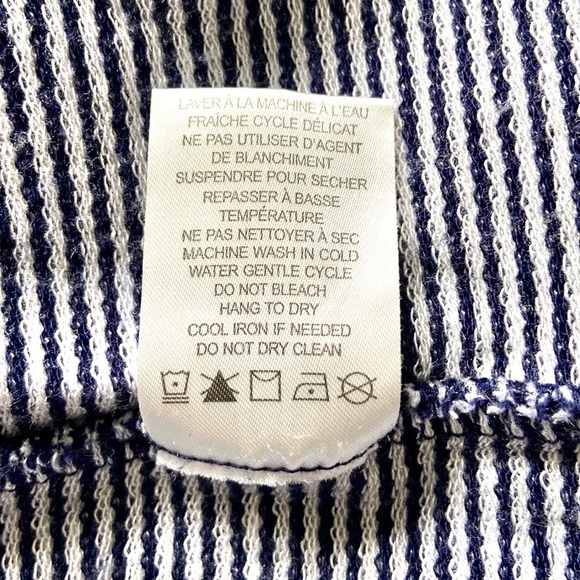 LAVER À LA MACHINE À L'EAU
FRAÎCHE CYCLE DÉLICAT
NE PAS UTILISER D'AGENT
DE BLANCHIMENT
SUSPENDRE POUR SECHER
REPASSER À BASSE
TEMPÉRATURE
NE PAS NETTOYER À SEC
MACHINE WASH IN COLD
WATER GENTLE CYCLE
DO NOT BLEACH
HANG TO DRY
COOL IRON IF NEEDED
DO NOT DRY CLEAN